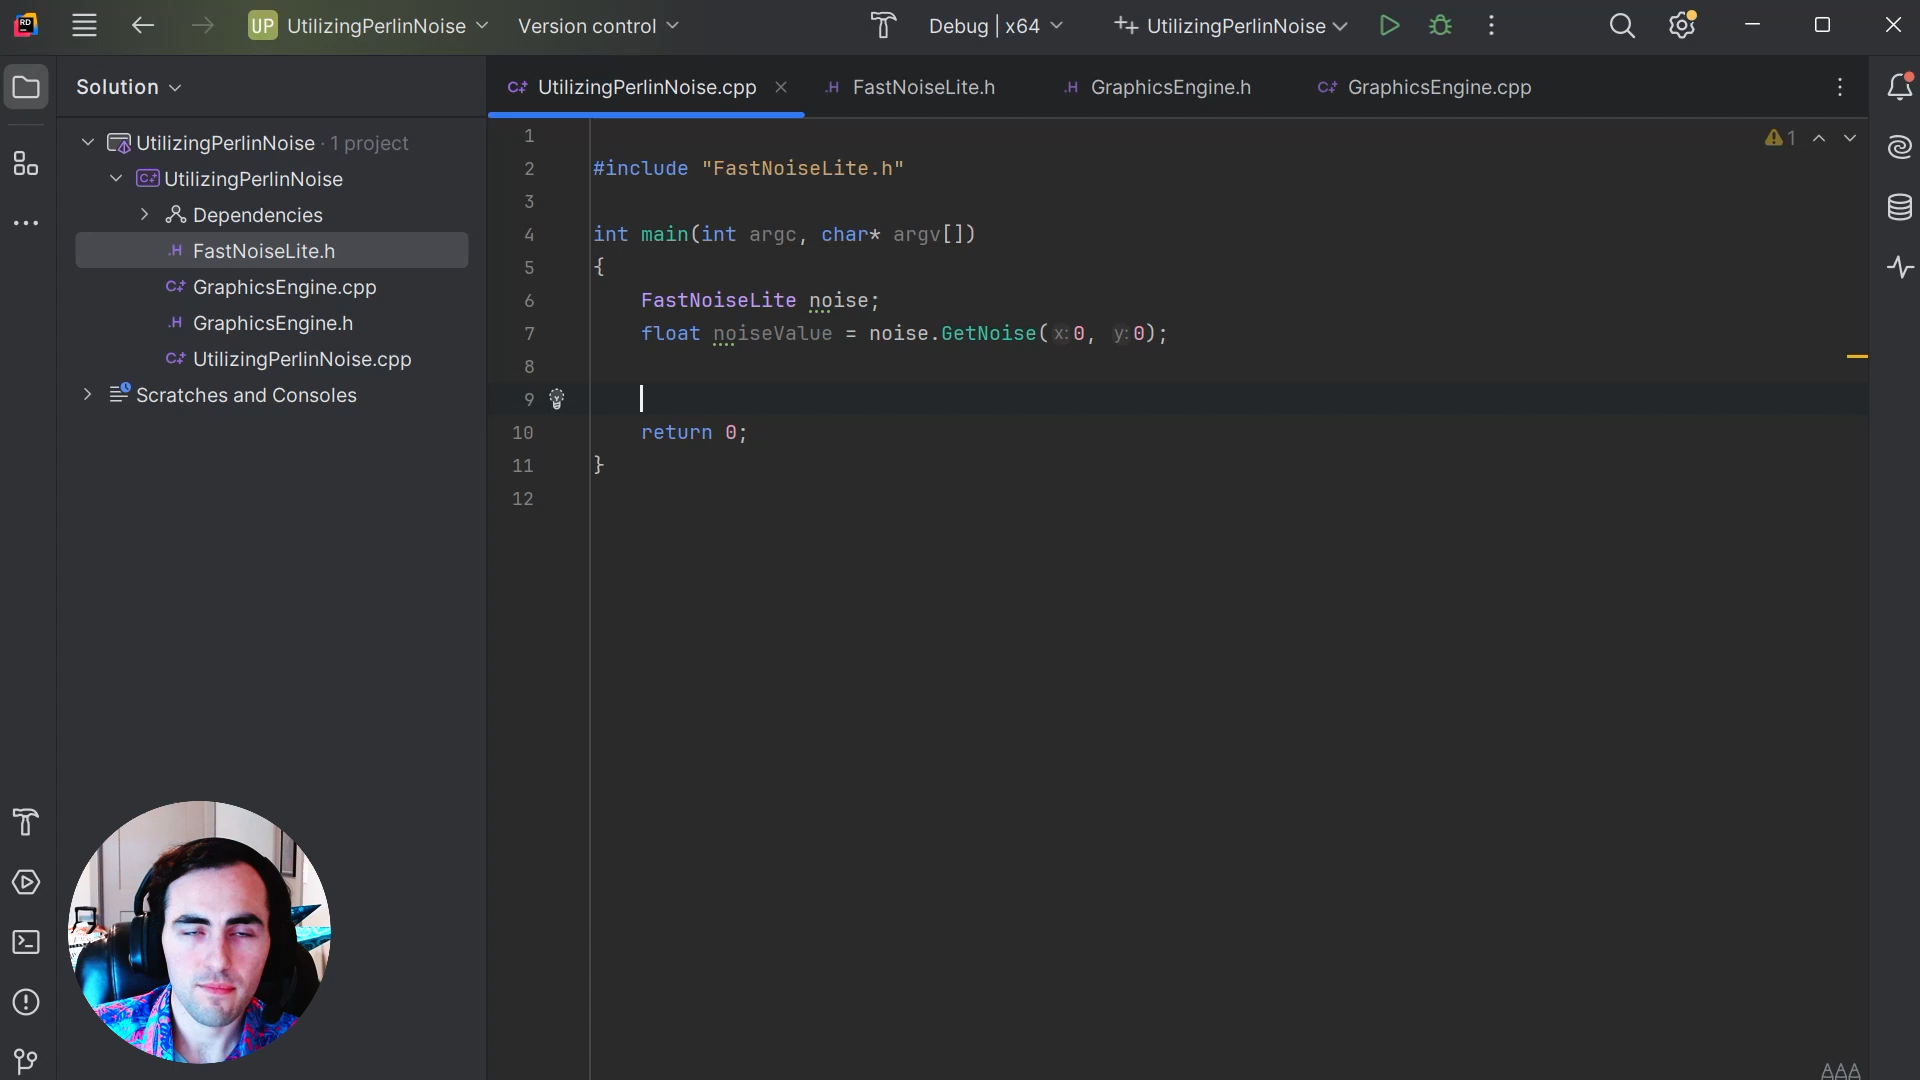 RD
UP UtilizingPerlinNoise
Version control
Debug | x64
UtilizingPerlinNoise
Solution
UtilizingPerlinNoise.cpp
.H FastNoiseLite.h
.H GraphicsEngine.h
C+ GraphicsEngine.cpp
UtilizingPerlinNoise · 1 project
UtilizingPerlinNoise
Dependencies
.H FastNoiseLite.h
GraphicsEngine.cpp
.H GraphicsEngine.h
UtilizingPerlinNoise.cpp
Scratches and Consoles
1
1
2 #include "FastNoiseLite.h"
3
4 int main(int argc, char* argv[])
5 {
6 FastNoiseLite noise;
7 float noiseValue = noise.GetNoise( x: 0, y: 0);
8
9
10 return 0;
11 }
12
AAA